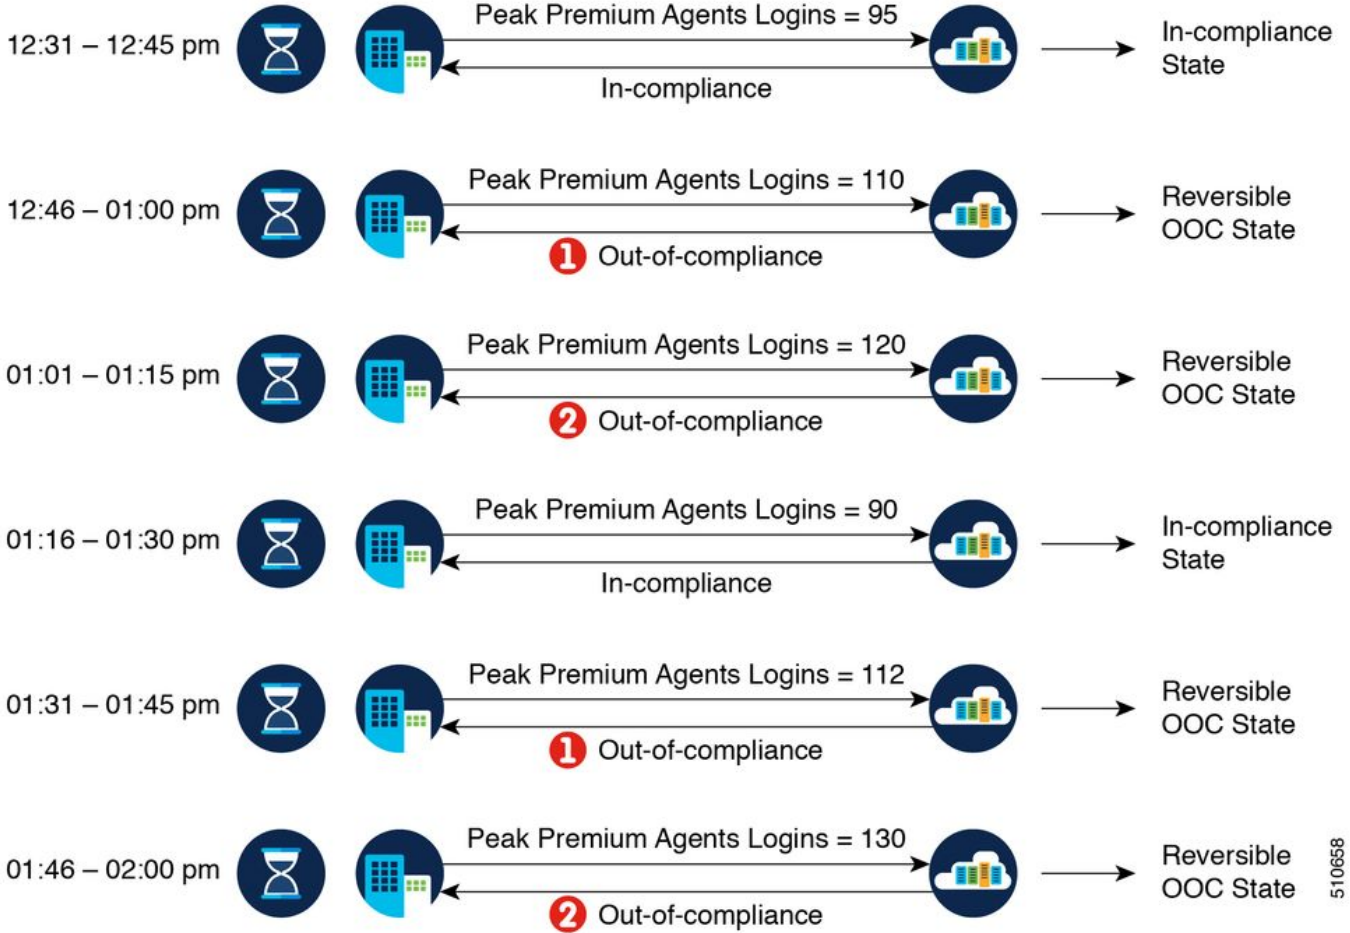 Peak Premium Agents Logins = 95
12:31 – 12:45 pm
In-compliance
State
In-compliance
Peak Premium Agents Logins = 110
12:46 – 01:00 pm
Reversible
OOC State
1 Out-of-compliance
Peak Premium Agents Logins = 120
01:01 – 01:15 pm
Reversible
OOC State
2 Out-of-compliance
Peak Premium Agents Logins = 90
01:16 – 01:30 pm
In-compliance
State
In-compliance
Peak Premium Agents Logins = 112
01:31 – 01:45 pm
Reversible
OOC State
1 Out-of-compliance
Peak Premium Agents Logins = 130
01:46 – 02:00 pm
Reversible
OOC State
2 Out-of-compliance
510658